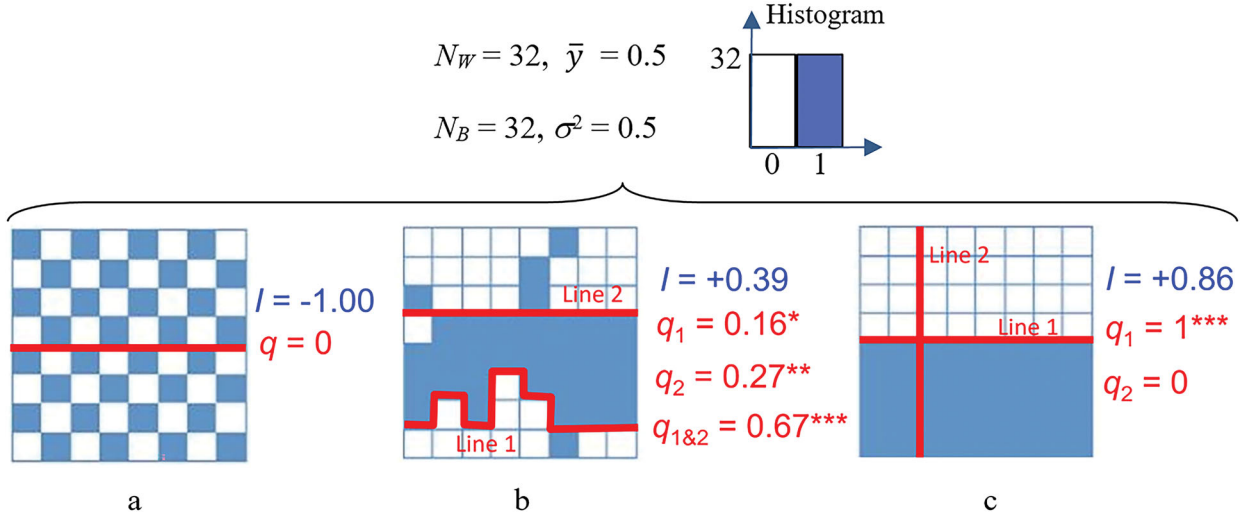 Histogram
N_W = 32, ȳ = 0.5
32
N_B = 32, σ² = 0.5
0 1
I = -1.00
q = 0
a
Line 2
Line 1
I = +0.39
q₁ = 0.16*
q₂ = 0.27**
q₁&₂ = 0.67***
b
Line 2
Line 1
I = +0.86
q₁ = 1***
q₂ = 0
c